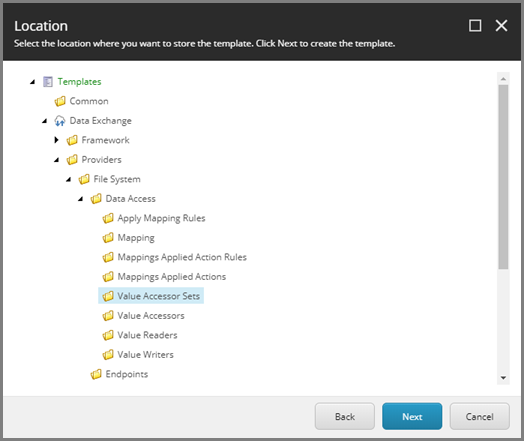 Location
Select the location where you want to store the template. Click Next to create the template.
Templates
Common
Data Exchange
Framework
Providers
File System
Data Access
Apply Mapping Rules
Mapping
Mappings Applied Action Rules
Mappings Applied Actions
Value Accessor Sets
Value Accessors
Value Readers
Value Writers
Endpoints
Back
Next
Cancel